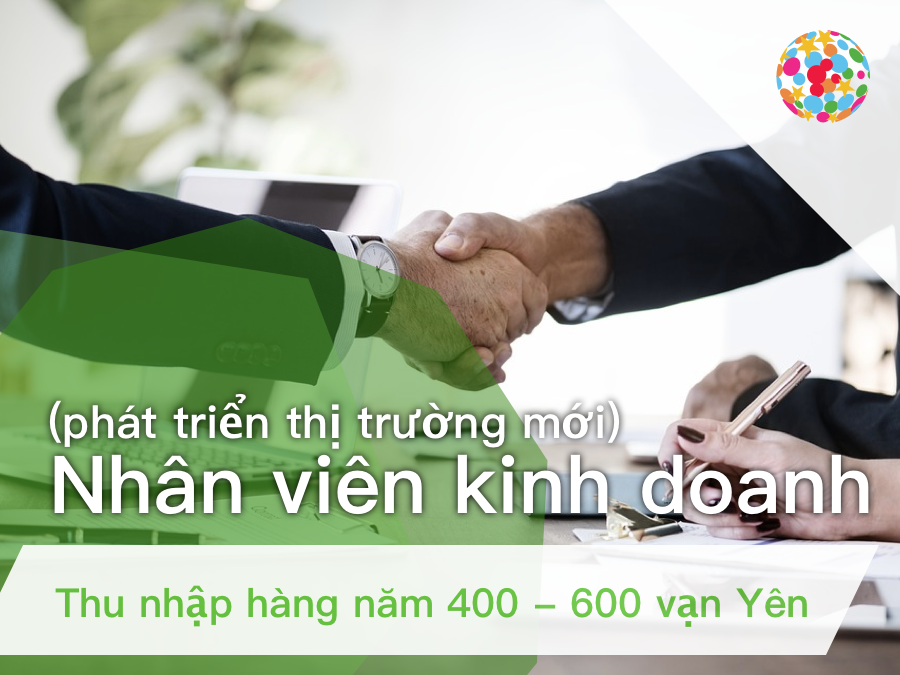 (phát triển thị trường mới)
Nhân viên kinh doanh
Thu nhập hàng năm 400 – 600 vạn Yên